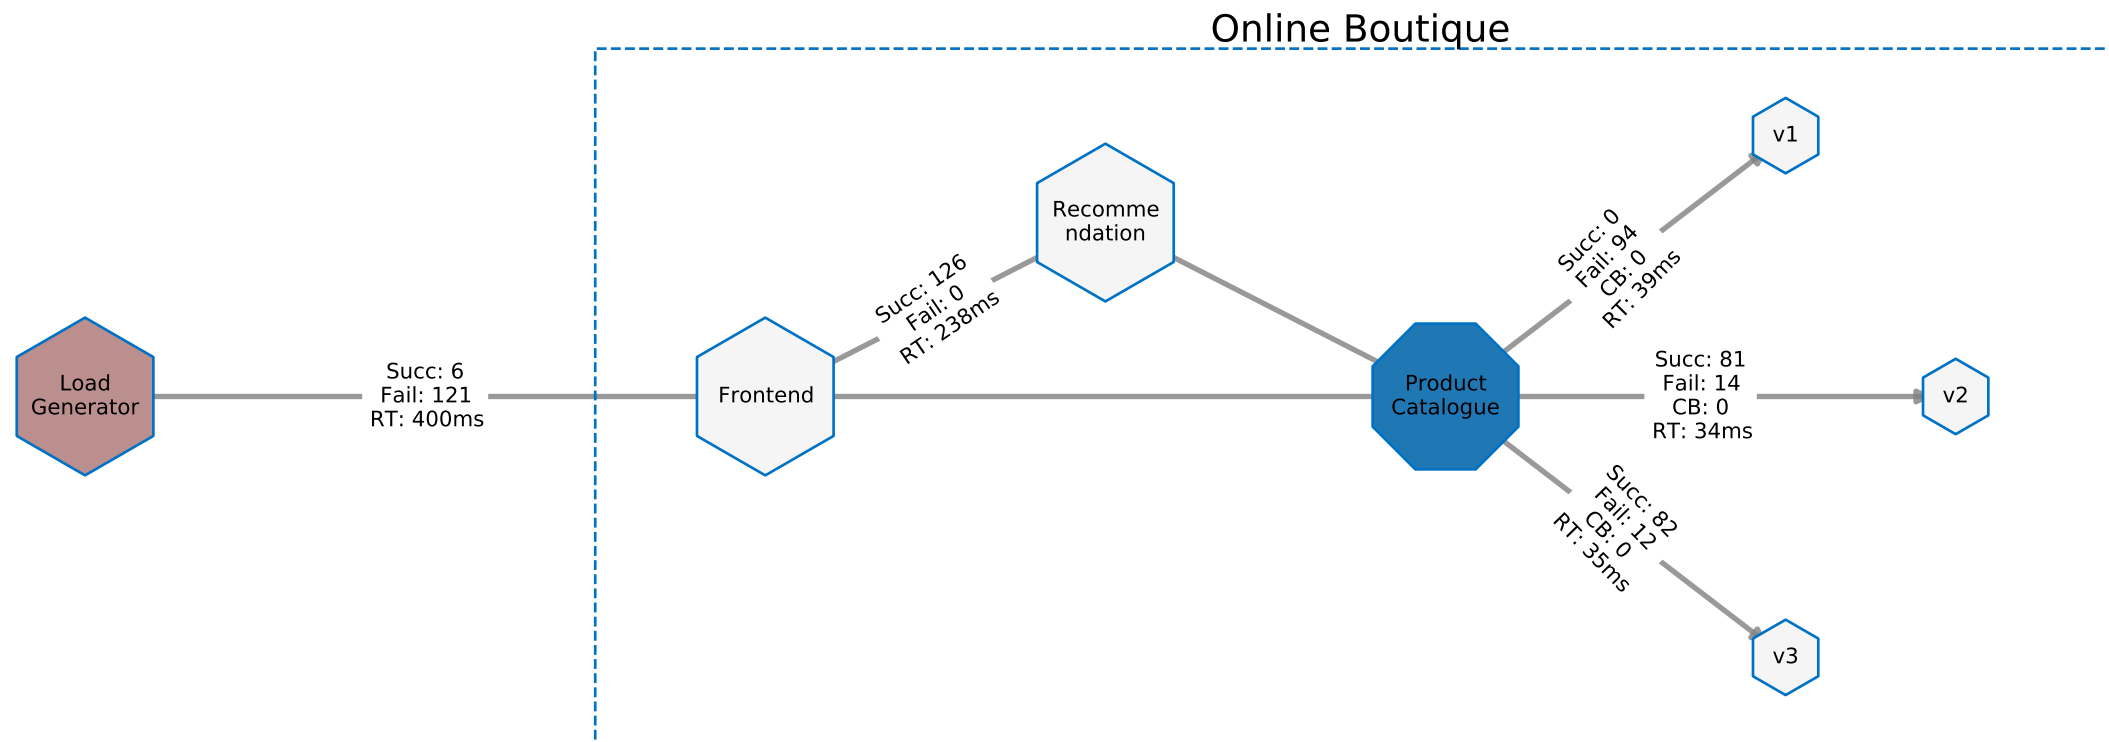 Online Boutique
Load
Generator
Succ: 6
Fail: 121
RT: 400ms
Frontend
Succ: 126
Fail: 0
RT: 238ms
Recomme
ndation
Product
Catalogue
Succ: 0
Fail: 94
CB: 0
RT: 39ms
v1
Succ: 81
Fail: 14
CB: 0
RT: 34ms
v2
Succ: 82
Fail: 12
CB: 0
RT: 35ms
v3